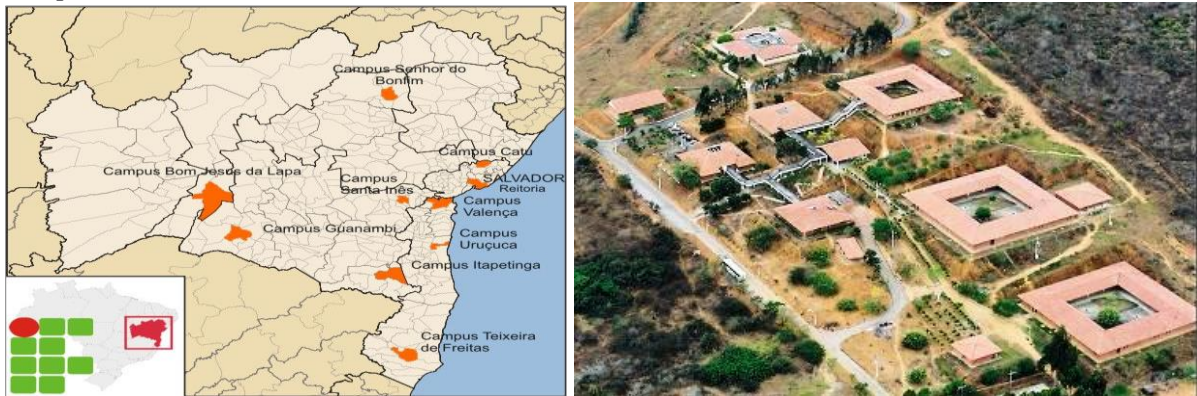 Campus Senhor do
Bonfim
Campus Catu
SALVADOR
Reitoria
Campus Bom Jesus da Lapa
Campus
Santa Inês
Campus
Valença
Campus Guanambi
Campus
Uruçuca
Campus Itapetinga
Campus Teixeira
de Freitas